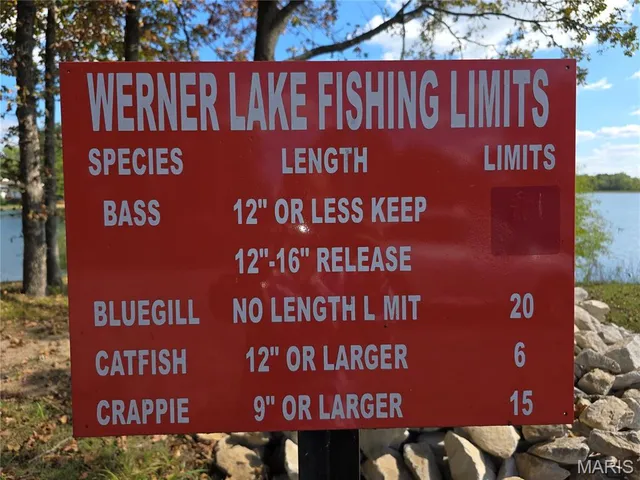 WERNER LAKE FISHING LIMITS
SPECIES LENGTH LIMITS
BASS 12" OR LESS KEEP
12"-16" RELEASE
BLUEGILL NO LENGTH L MIT 20
CATFISH 12" OR LARGER 6
CRAPPIE 9" OR LARGER 15
MARIS